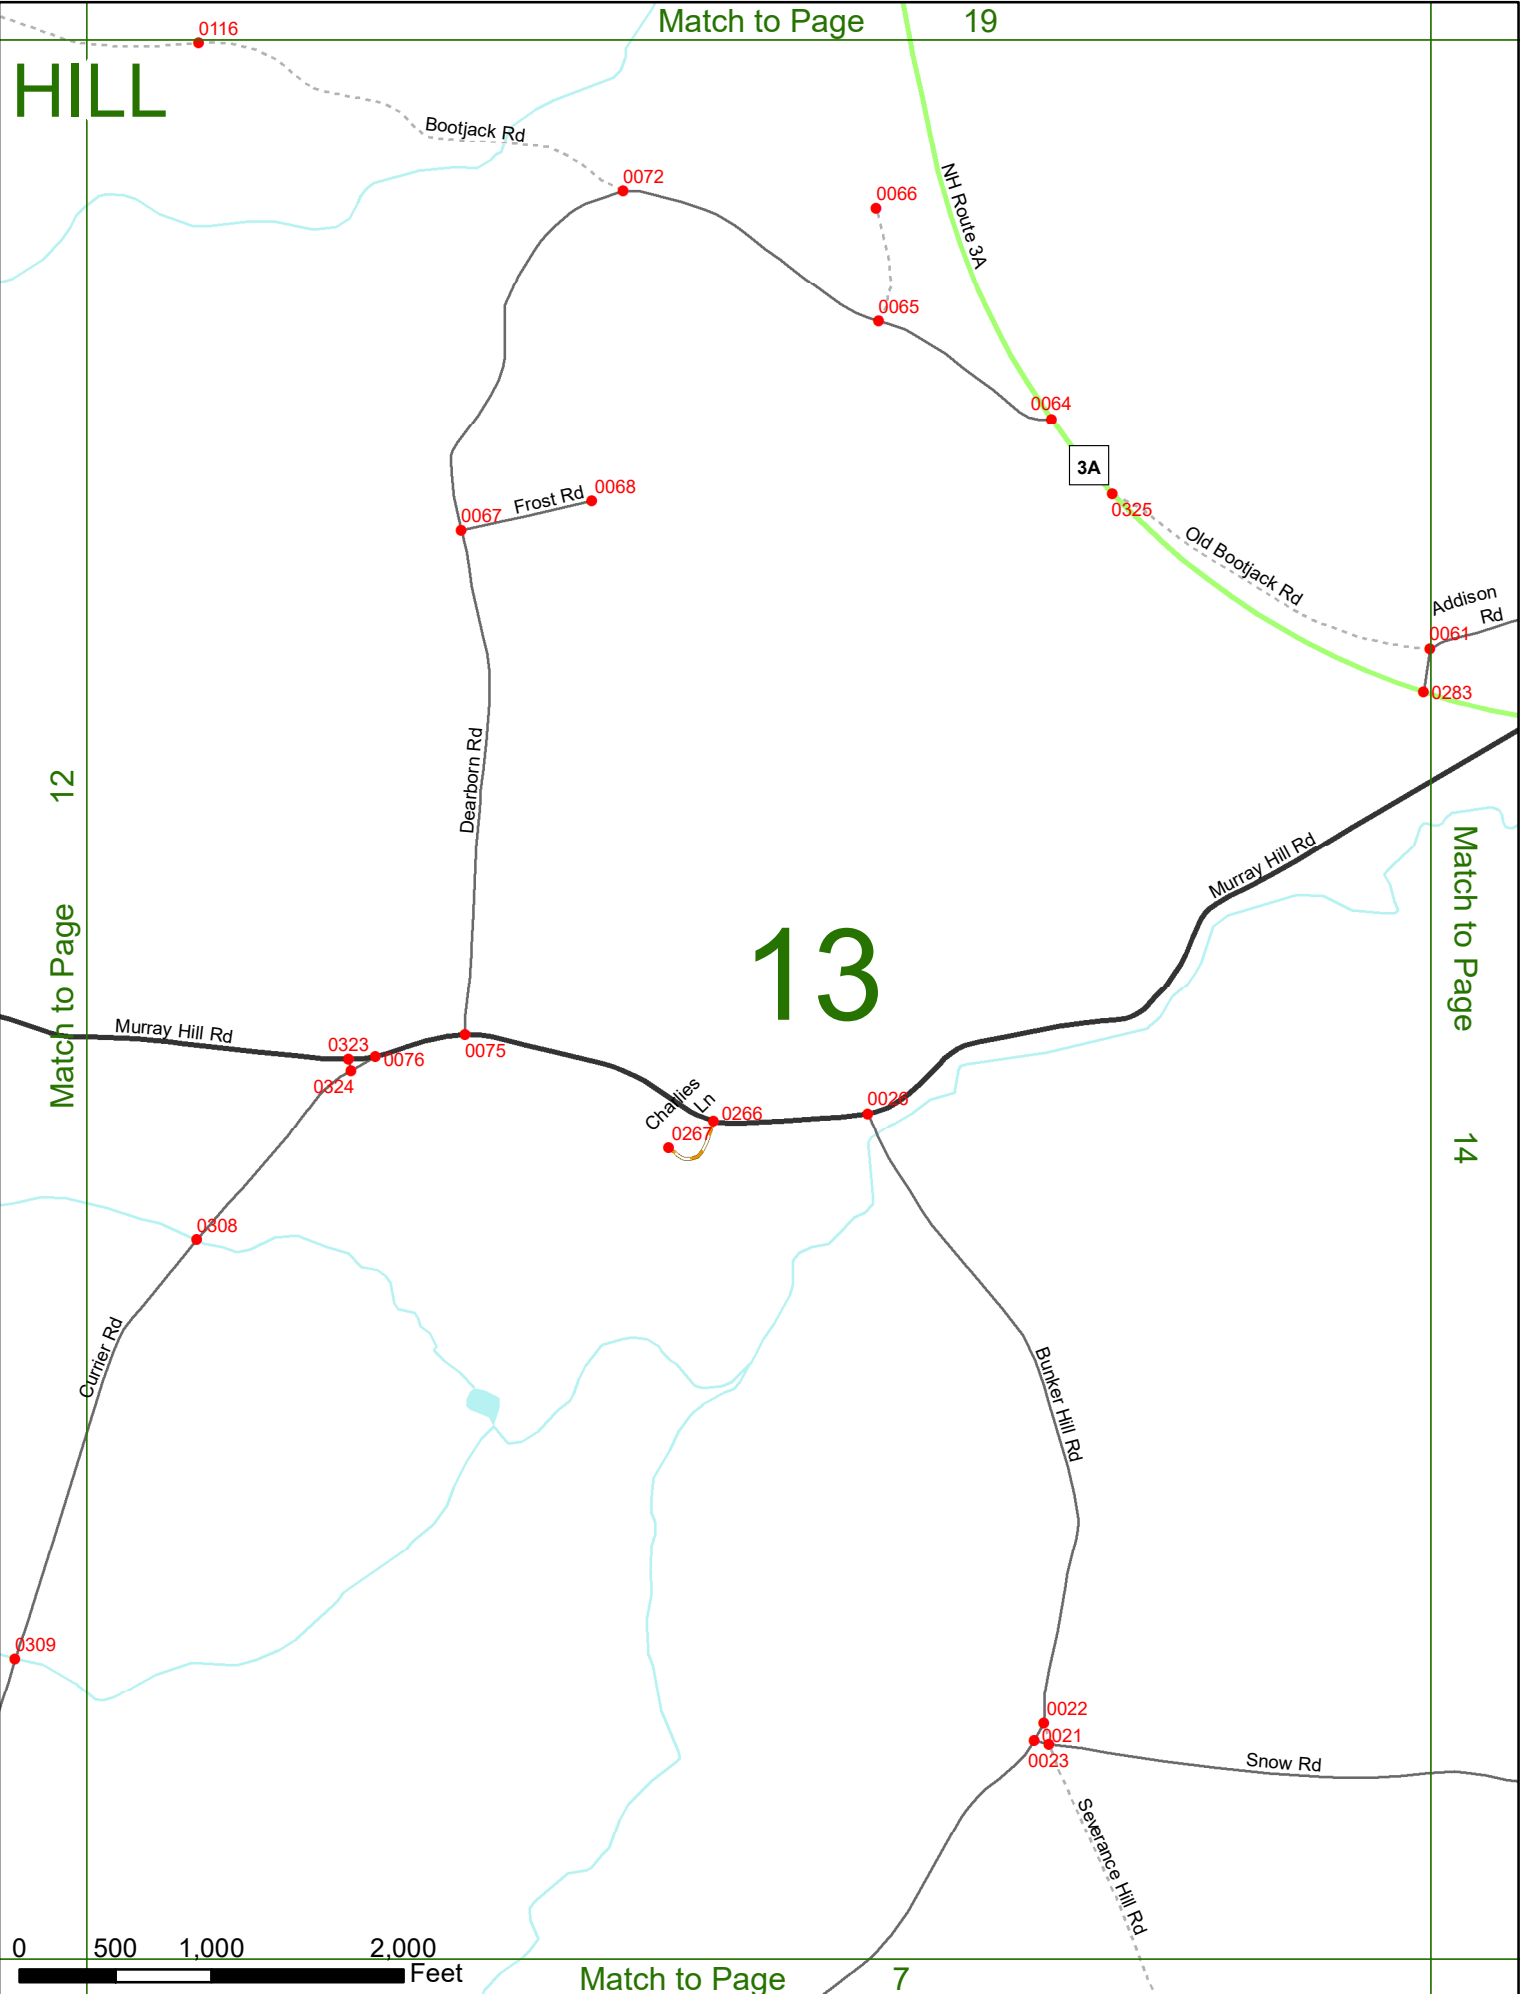 Match to Page 19
0116
HILL
Bootjack Rd
0072
0066
NH Route 3A
0065
0064
3A
0068
Frost Rd
0067
0325
Old Bootjack Rd
Addison
Rd
0061
0283
Dearborn Rd
12
Match to Page
Murray Hill Rd
Match to Page
14
13
Murray Hill Rd
0323
0076
0075
0324
Charlies
Ln
0266
0026
0267
0308
Currier Rd
Bunker Hill Rd
0309
0022
0021
0023
Snow Rd
Severance Hill Rd
0 500 1,000 2,000
Feet
Match to Page 7